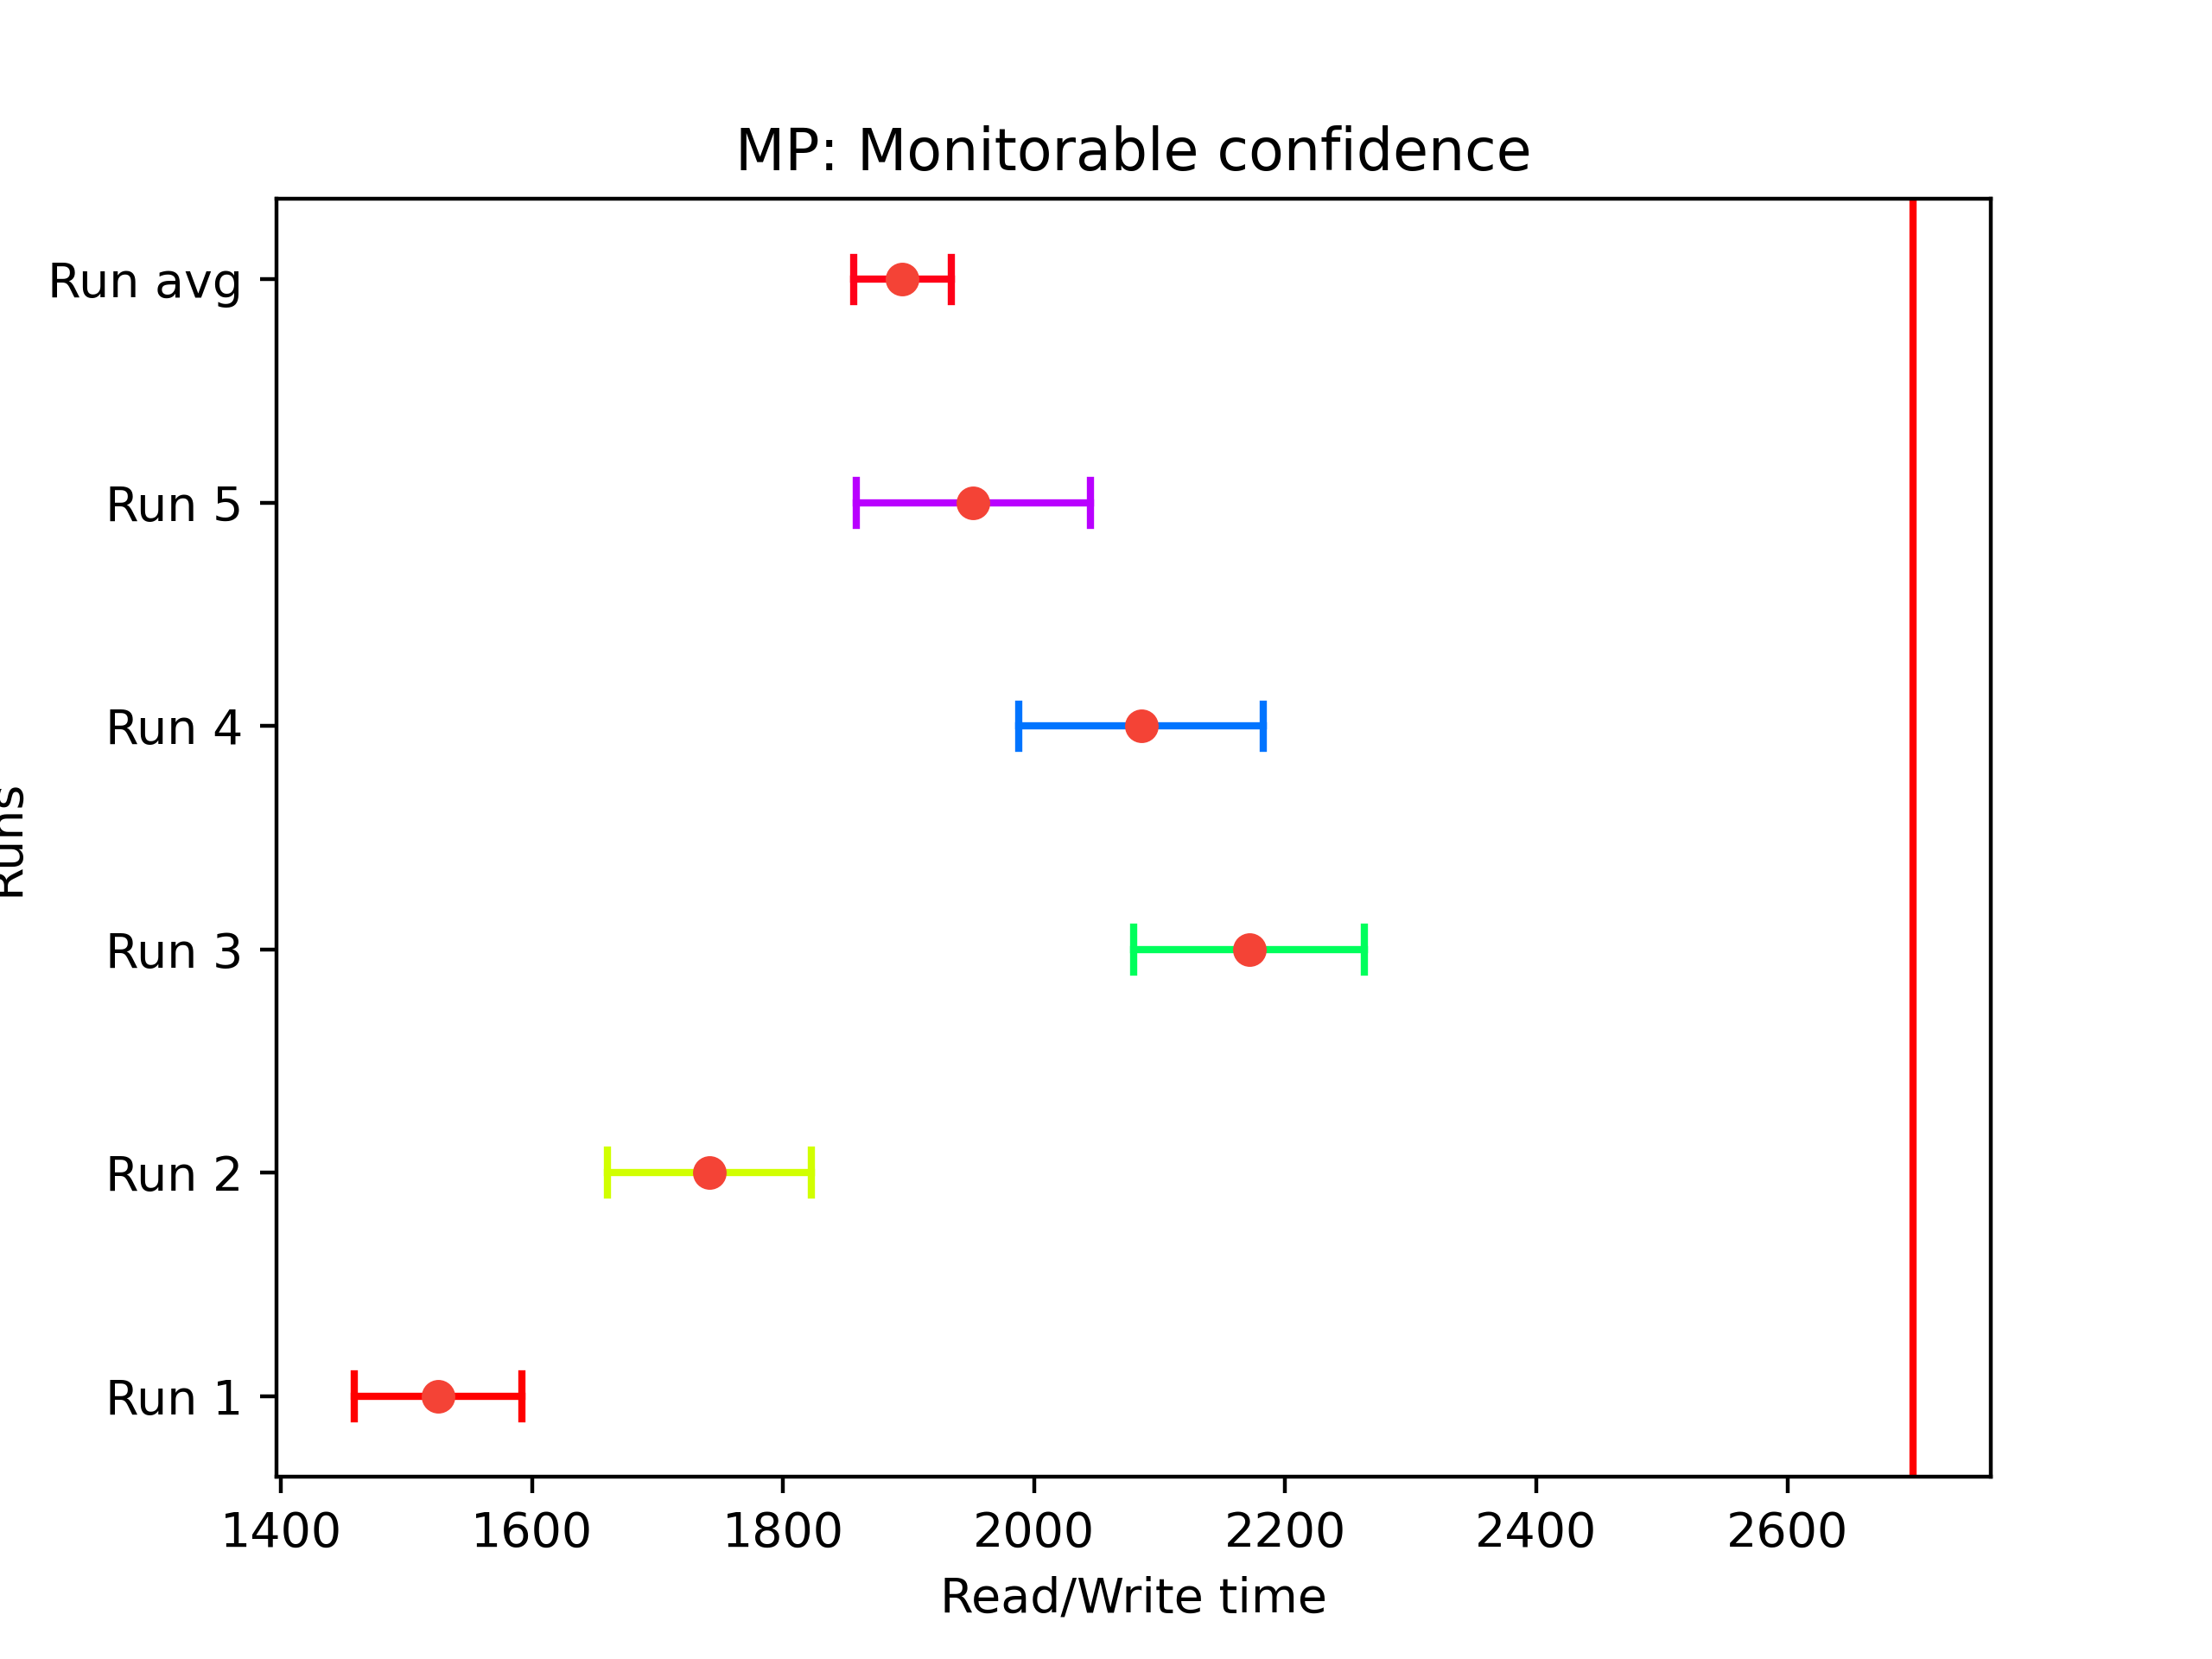 MP: Monitorable confidence
Run avg
Run 5
Run 4
Runs
Run 3
Run 2
Run 1
1400 1600 1800 2000 2200 2400 2600
Read/Write time